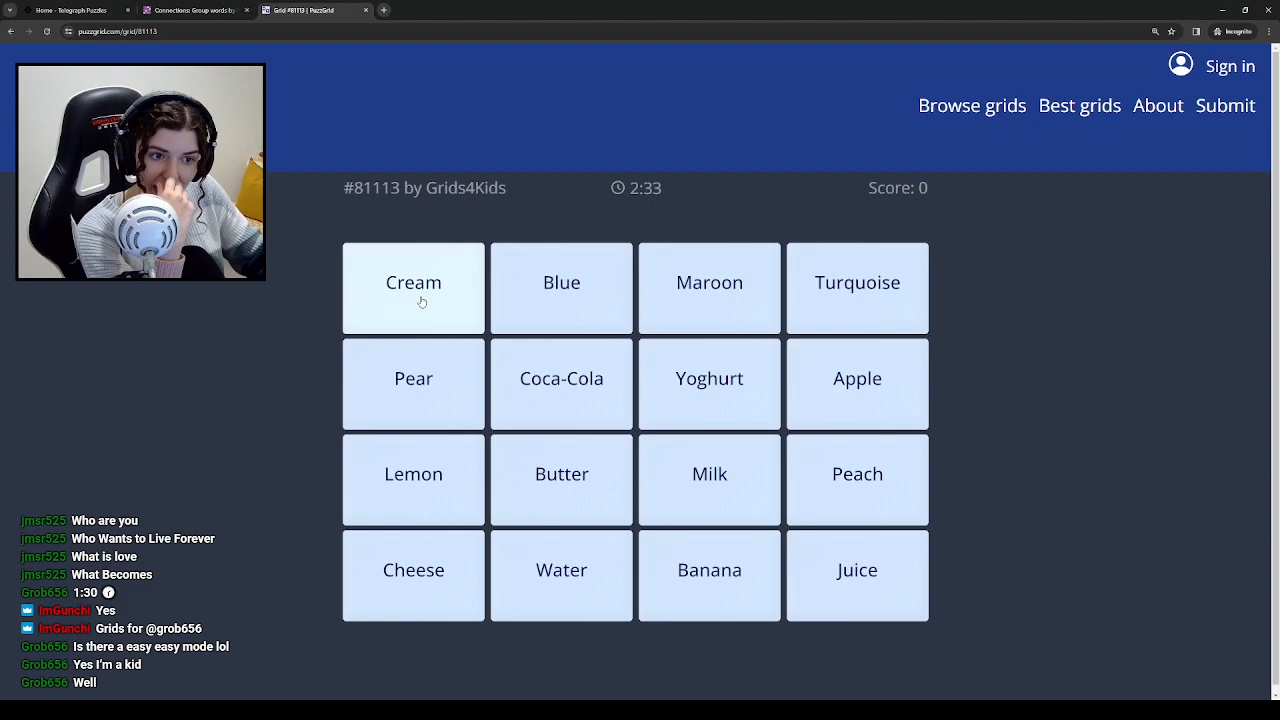 Home - Telegraph Puzzles
Connections: Group words by
Grid #81113 | PuzzGrid
puzzgrid.com/grid/81113
Incognito
Sign in
Browse grids Best grids About Submit
#81113 by Grids4Kids
2:33
Score: 0
Cream Blue Maroon Turquoise
Pear Coca-Cola Yoghurt Apple
Lemon Butter Milk Peach
Cheese Water Banana Juice
jmsr525 Who are you
jmsr525 Who Wants to Live Forever
jmsr525 What is love
jmsr525 What Becomes
Grob656 1:30
ImGunchi Yes
ImGunchi Grids for @grob656
Grob656 Is there a easy easy mode lol
Grob656 Yes I'm a kid
Grob656 Well